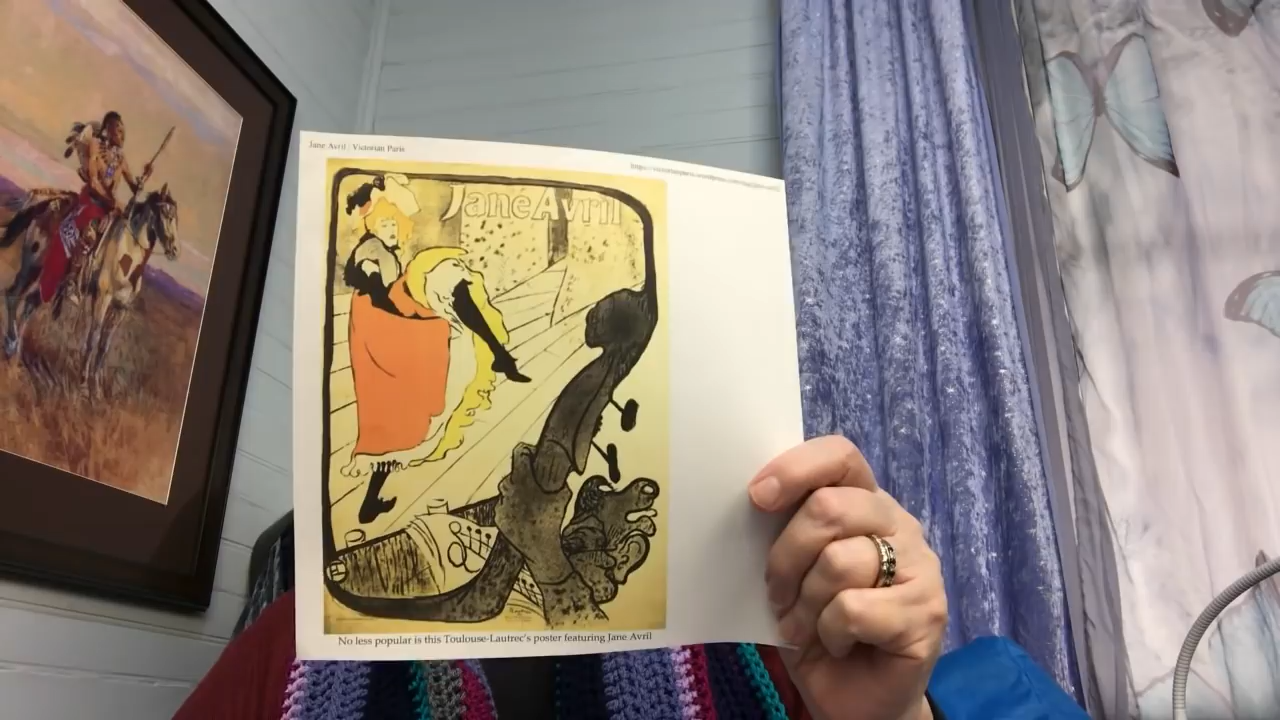 Jane Avril | Victorian Paris
Jane Avril
No less popular is this Toulouse-Lautrec's poster featuring Jane Avril